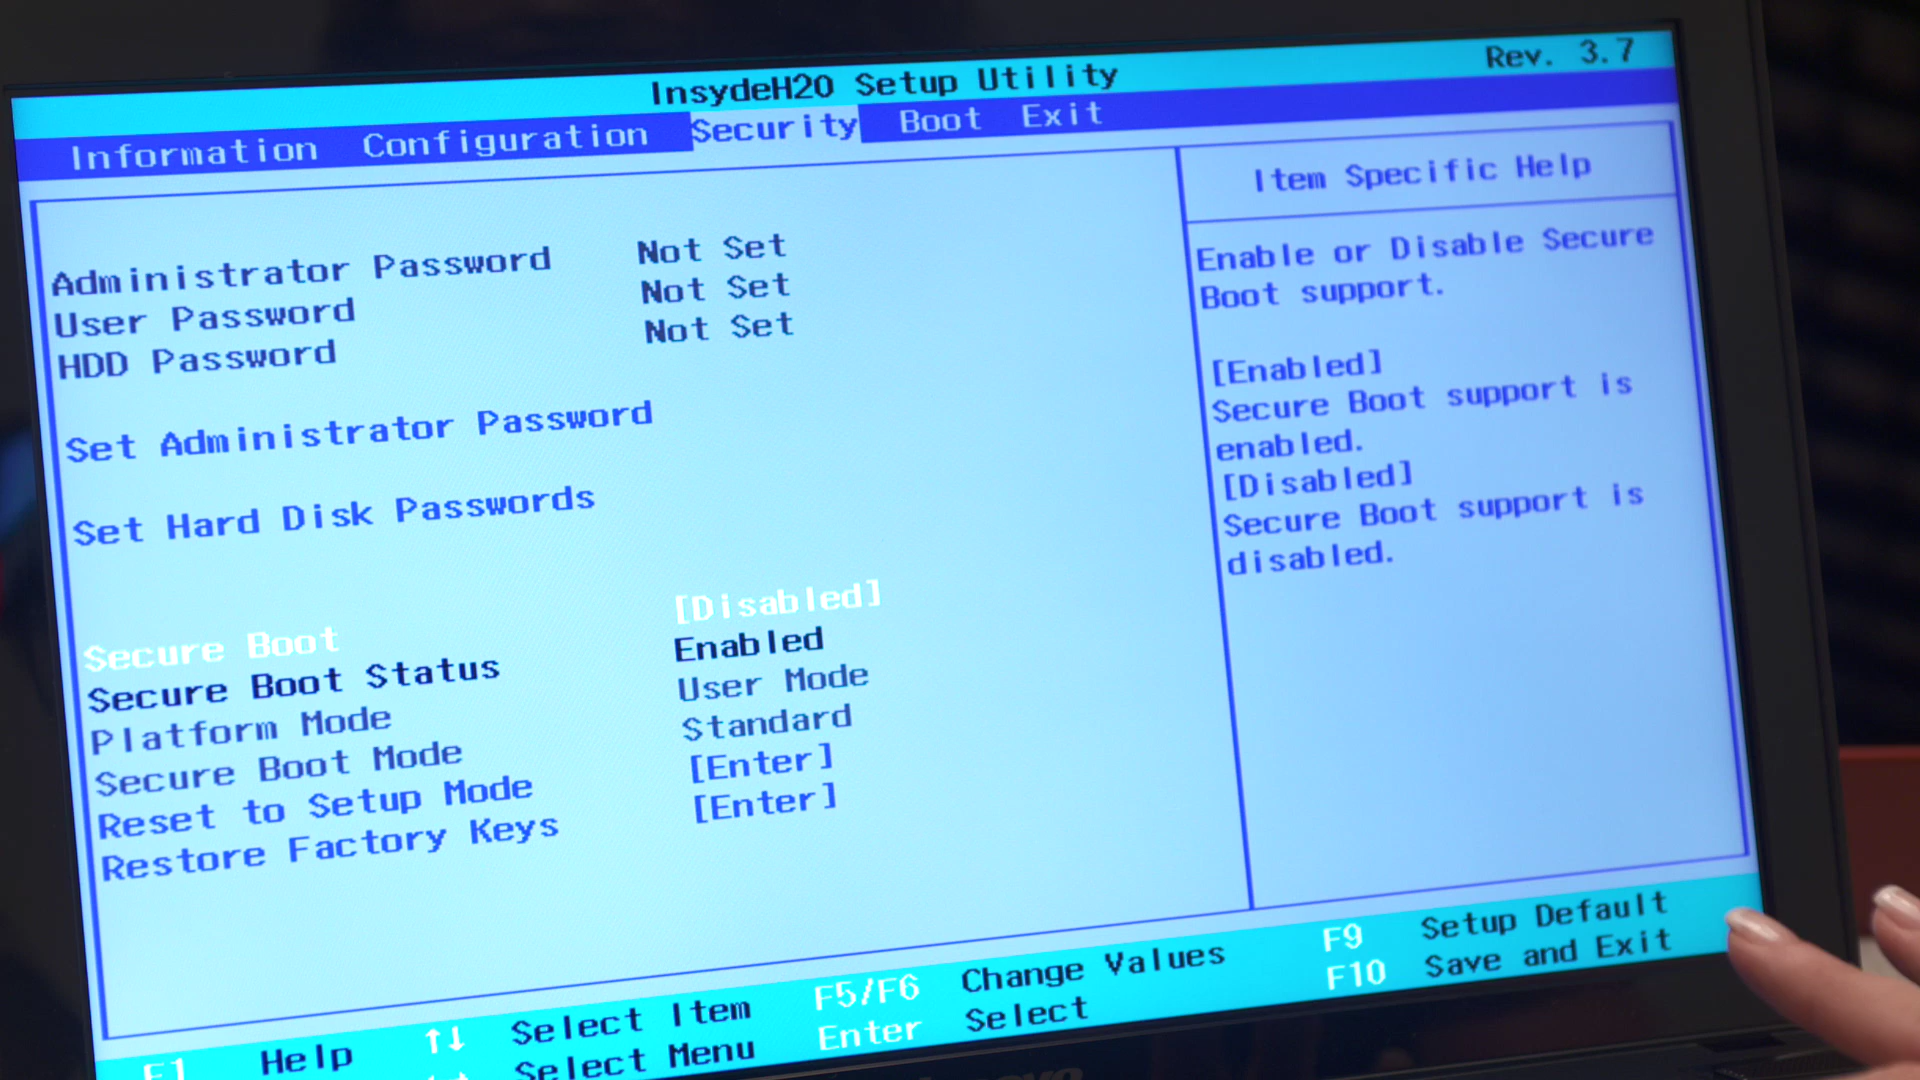 InsydeH20 Setup Utility Rev. 3.7
Information Configuration Security Boot Exit
Item Specific Help
Administrator Password Not Set
User Password Not Set
HDD Password Not Set
Set Administrator Password
Set Hard Disk Passwords
Secure Boot [Disabled]
Secure Boot Status Enabled
Platform Mode User Mode
Secure Boot Mode Standard
Reset to Setup Mode [Enter]
Restore Factory Keys [Enter]
Enable or Disable Secure
Boot support.
[Enabled]
Secure Boot support is
enabled.
[Disabled]
Secure Boot support is
disabled.
F1 Help ↑↓ Select Item F5/F6 Change Values F9 Setup Default
Select Menu Enter Select F10 Save and Exit